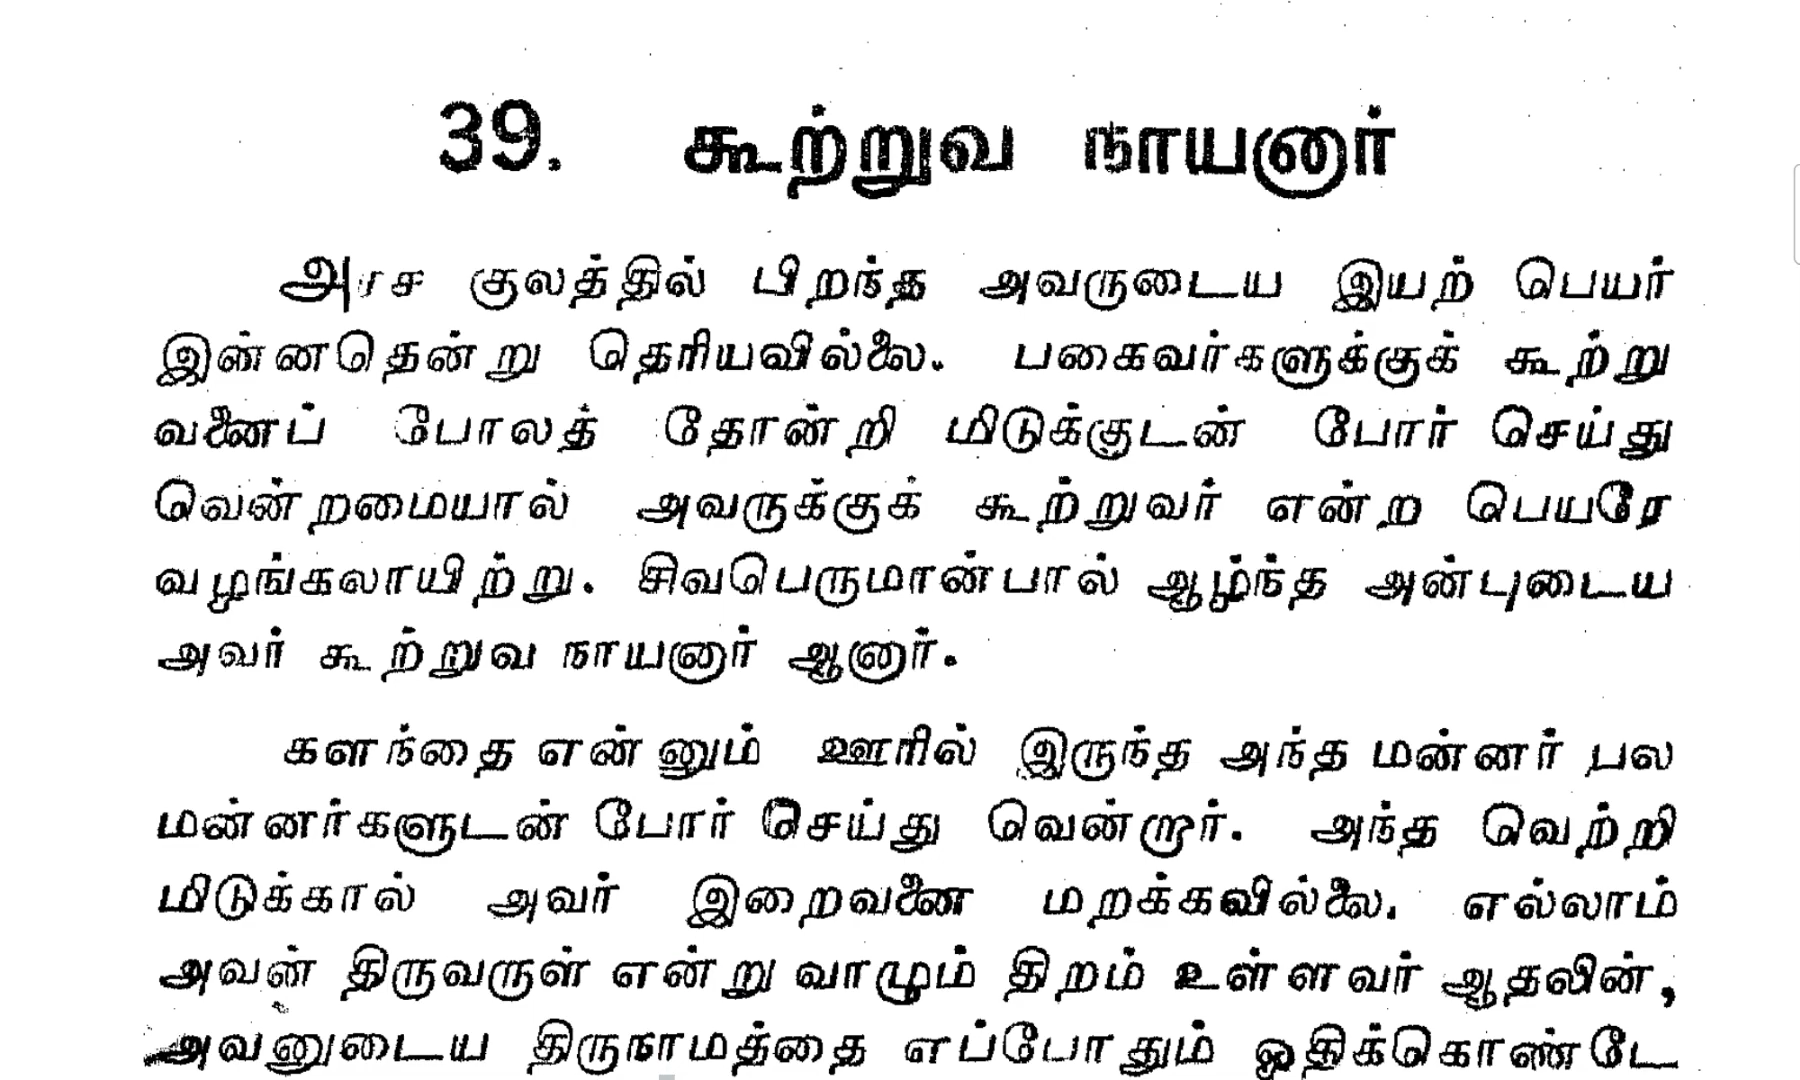 39. கூற்றுவ நாயனார்
அரச குலத்தில் பிறந்த அவருடைய இயற் பெயர்
இன்னதென்று தெரியவில்லை. பகைவர்களுக்குக் கூற்று
வனைப் போலத் தோன்றி மிடுக்குடன் போர் செய்து
வென்றமையால் அவருக்குக் கூற்றுவர் என்ற பெயரே
வழங்கலாயிற்று. சிவபெருமான்பால் ஆழ்ந்த அன்புடைய
அவர் கூற்றுவ நாயனார் ஆனார்.
களந்தை என்னும் ஊரில் இருந்த அந்த மன்னர் பல
மன்னர்களுடன் போர் செய்து வென்றார். அந்த வெற்றி
மிடுக்கால் அவர் இறைவனை மறக்கவில்லை. எல்லாம்
அவன் திருவருள் என்று வாழும் திறம் உள்ளவர் ஆதலின்,
அவனுடைய திருநாமத்தை எப்போதும் ஓதிக்கொண்டே